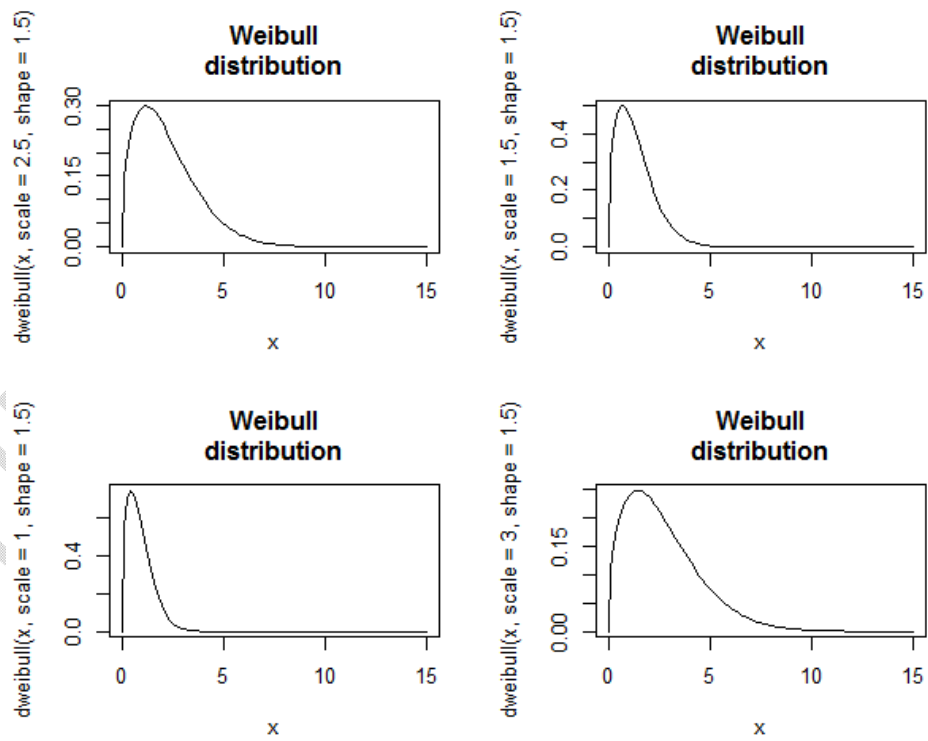 Weibull
distribution
dweibull(x, scale = 2.5, shape = 1.5)
0.30
0.15
0.00
0 5 10 15
x
Weibull
distribution
dweibull(x, scale = 1.5, shape = 1.5)
0.4
0.2
0.0
0 5 10 15
x
Weibull
distribution
dweibull(x, scale = 1, shape = 1.5)
0.4
0.0
0 5 10 15
x
Weibull
distribution
dweibull(x, scale = 3, shape = 1.5)
0.15
0.00
0 5 10 15
x